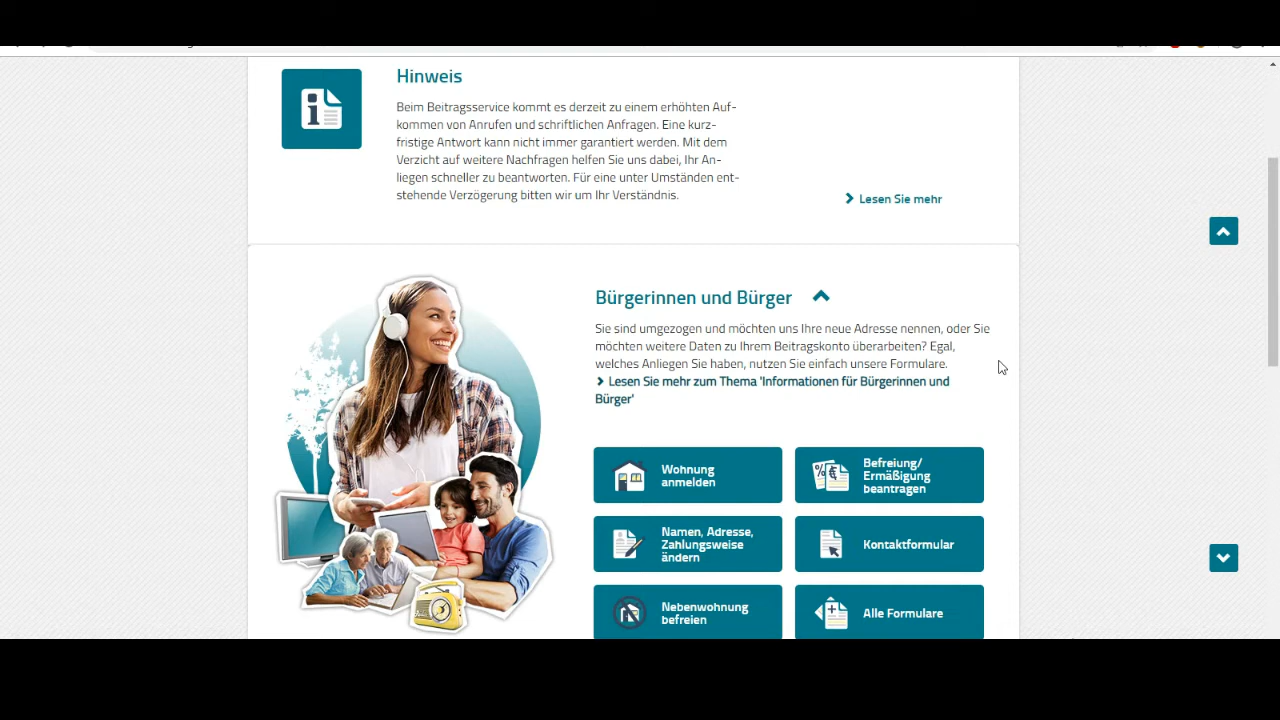 Hinweis
Beim Beitragsservice kommt es derzeit zu einem erhöhten Auf-
kommen von Anrufen und schriftlichen Anfragen. Eine kurz-
fristige Antwort kann nicht immer garantiert werden. Mit dem
Verzicht auf weitere Nachfragen helfen Sie uns dabei, Ihr An-
liegen schneller zu beantworten. Für eine unter Umständen ent-
stehende Verzögerung bitten wir um Ihr Verständnis.
Lesen Sie mehr
Bürgerinnen und Bürger
Sie sind umgezogen und möchten uns Ihre neue Adresse nennen, oder Sie
möchten weitere Daten zu Ihrem Beitragskonto überarbeiten? Egal,
welches Anliegen Sie haben, nutzen Sie einfach unsere Formulare.
Lesen Sie mehr zum Thema 'Informationen für Bürgerinnen und
Bürger'
Wohnung
anmelden
Befreiung/
Ermäßigung
beantragen
Namen, Adresse,
Zahlungsweise
ändern
Kontaktformular
Nebenwohnung
befreien
Alle Formulare